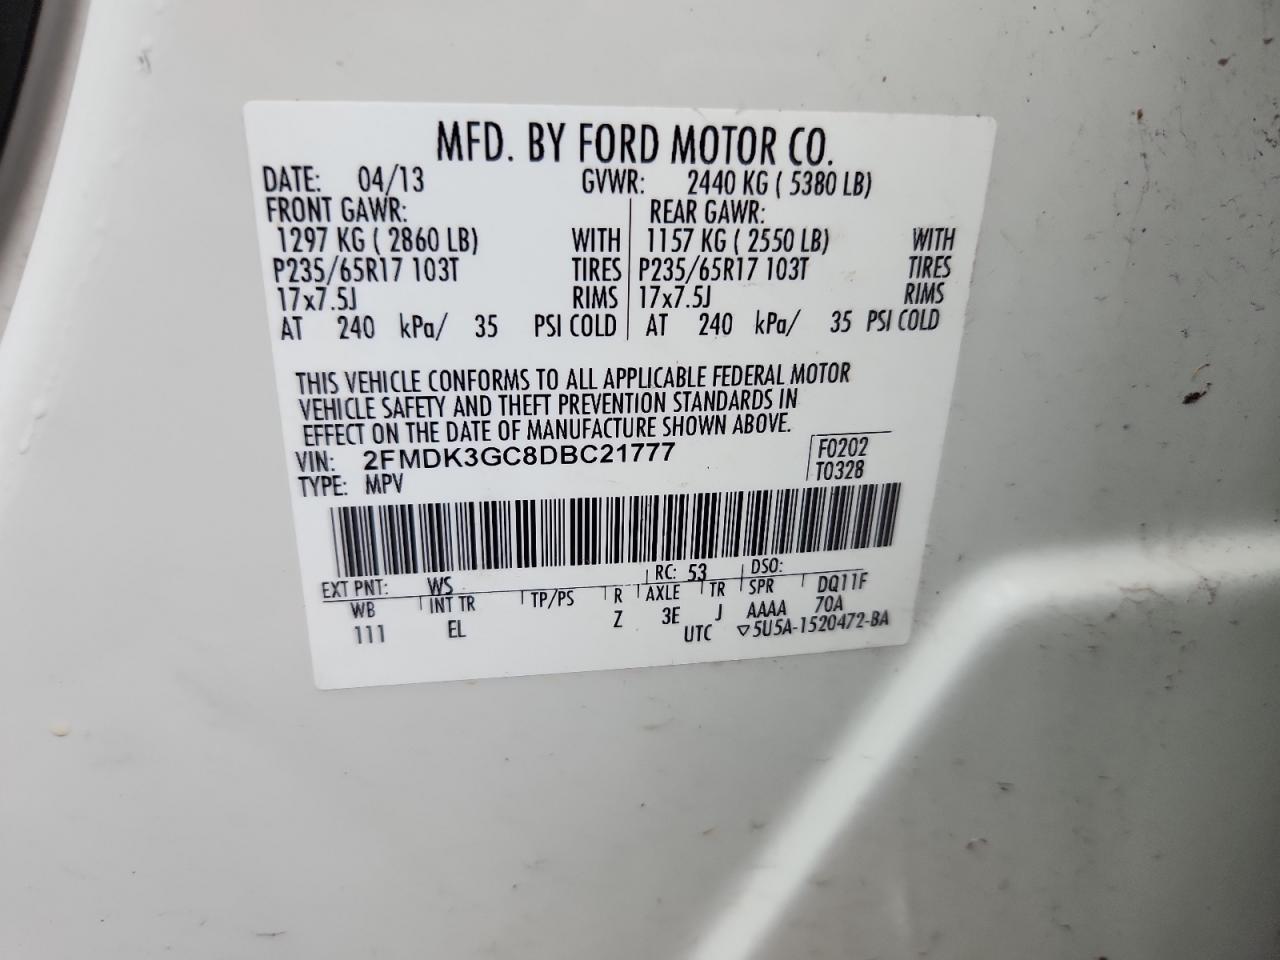 MFD. BY FORD MOTOR CO.
DATE: 04/13 GVWR: 2440 KG ( 5380 LB)
FRONT GAWR: REAR GAWR:
1297 KG ( 2860 LB) WITH 1157 KG ( 2550 LB) WITH
P235/65R17 103T TIRES P235/65R17 103T TIRES
17x7.5J RIMS 17x7.5J RIMS
AT 240 kPa/ 35 PSI COLD AT 240 kPa/ 35 PSI COLD
THIS VEHICLE CONFORMS TO ALL APPLICABLE FEDERAL MOTOR
VEHICLE SAFETY AND THEFT PREVENTION STANDARDS IN
EFFECT ON THE DATE OF MANUFACTURE SHOWN ABOVE.
VIN: 2FMDK3GC8DBC21777 F0202
TYPE: MPV T0328
EXT PNT: WS RC: 53 DSO:
WB INT TR TP/PS R AXLE TR SPR DQ11F
111 EL Z 3E J AAAA 70A
UTC ▽5U5A-1520472-BA